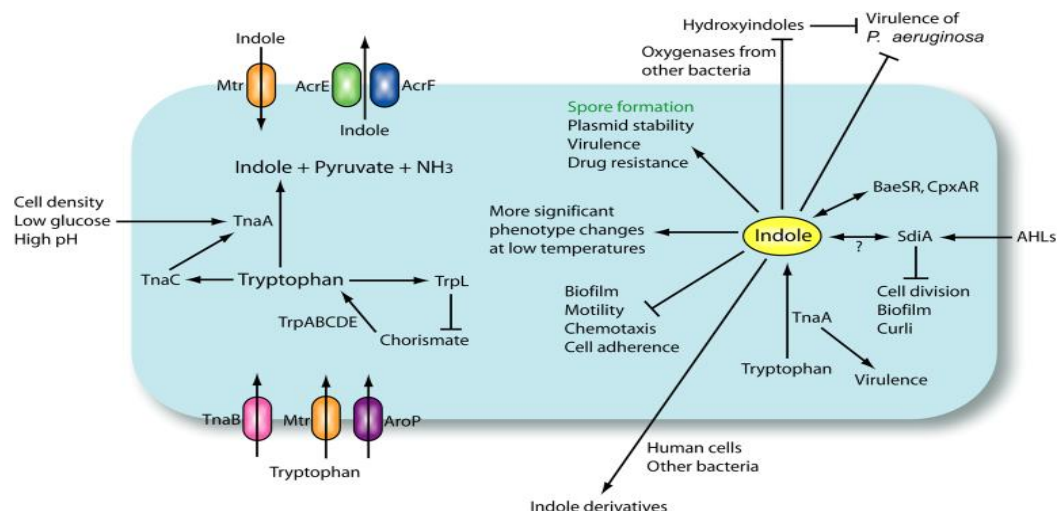 Indole
Mtr
AcrE
AcrF
Indole
Indole + Pyruvate + NH3
Cell density
Low glucose
High pH
TnaA
TnaC
Tryptophan
TrpL
TrpABCDE
Chorismate
TnaB
Mtr
AroP
Tryptophan
Hydroxyindoles
Virulence of
P. aeruginosa
Oxygenases from
other bacteria
Spore formation
Plasmid stability
Virulence
Drug resistance
BaeSR, CpxAR
More significant
phenotype changes
at low temperatures
Indole
?
SdiA
AHLs
Biofilm
Motility
Chemotaxis
Cell adherence
Cell division
Biofilm
Curli
TnaA
Tryptophan
Virulence
Human cells
Other bacteria
Indole derivatives